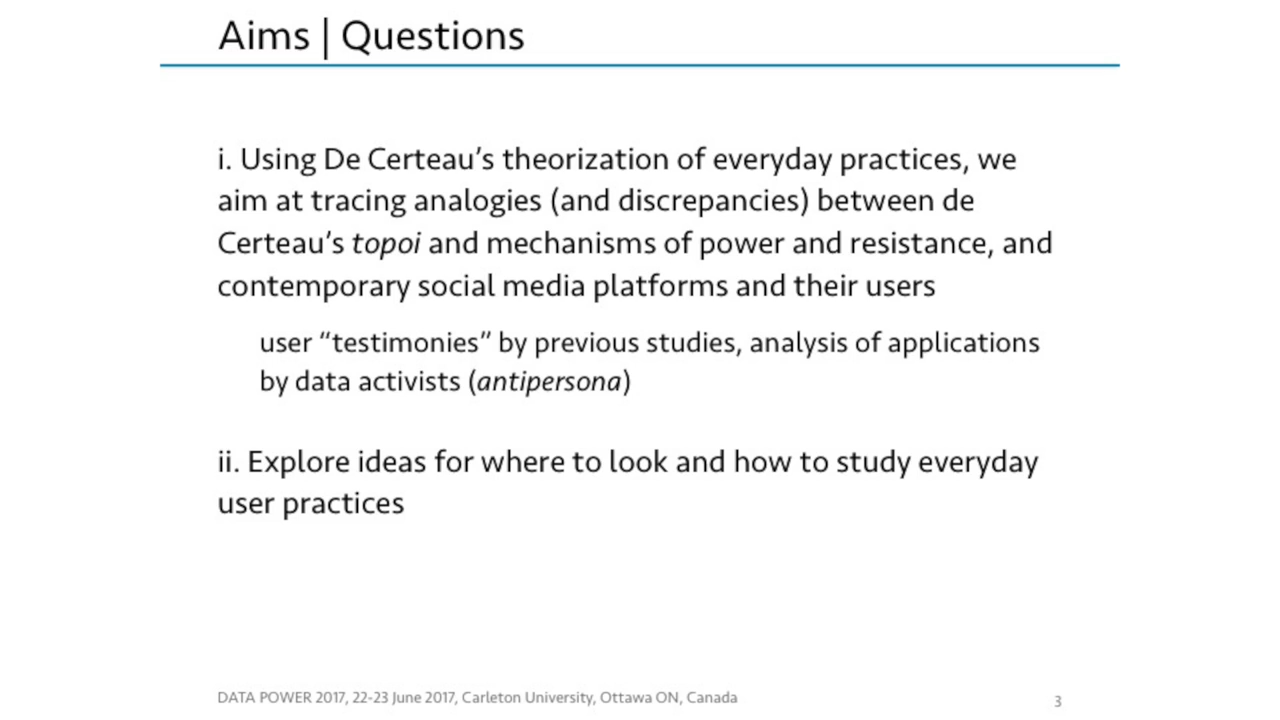 Aims | Questions
i. Using De Certeau’s theorization of everyday practices, we
aim at tracing analogies (and discrepancies) between de
Certeau’s topoi and mechanisms of power and resistance, and
contemporary social media platforms and their users
user “testimonies” by previous studies, analysis of applications
by data activists (antipersona)
ii. Explore ideas for where to look and how to study everyday
user practices
DATA POWER 2017, 22-23 June 2017, Carleton University, Ottawa ON, Canada
3